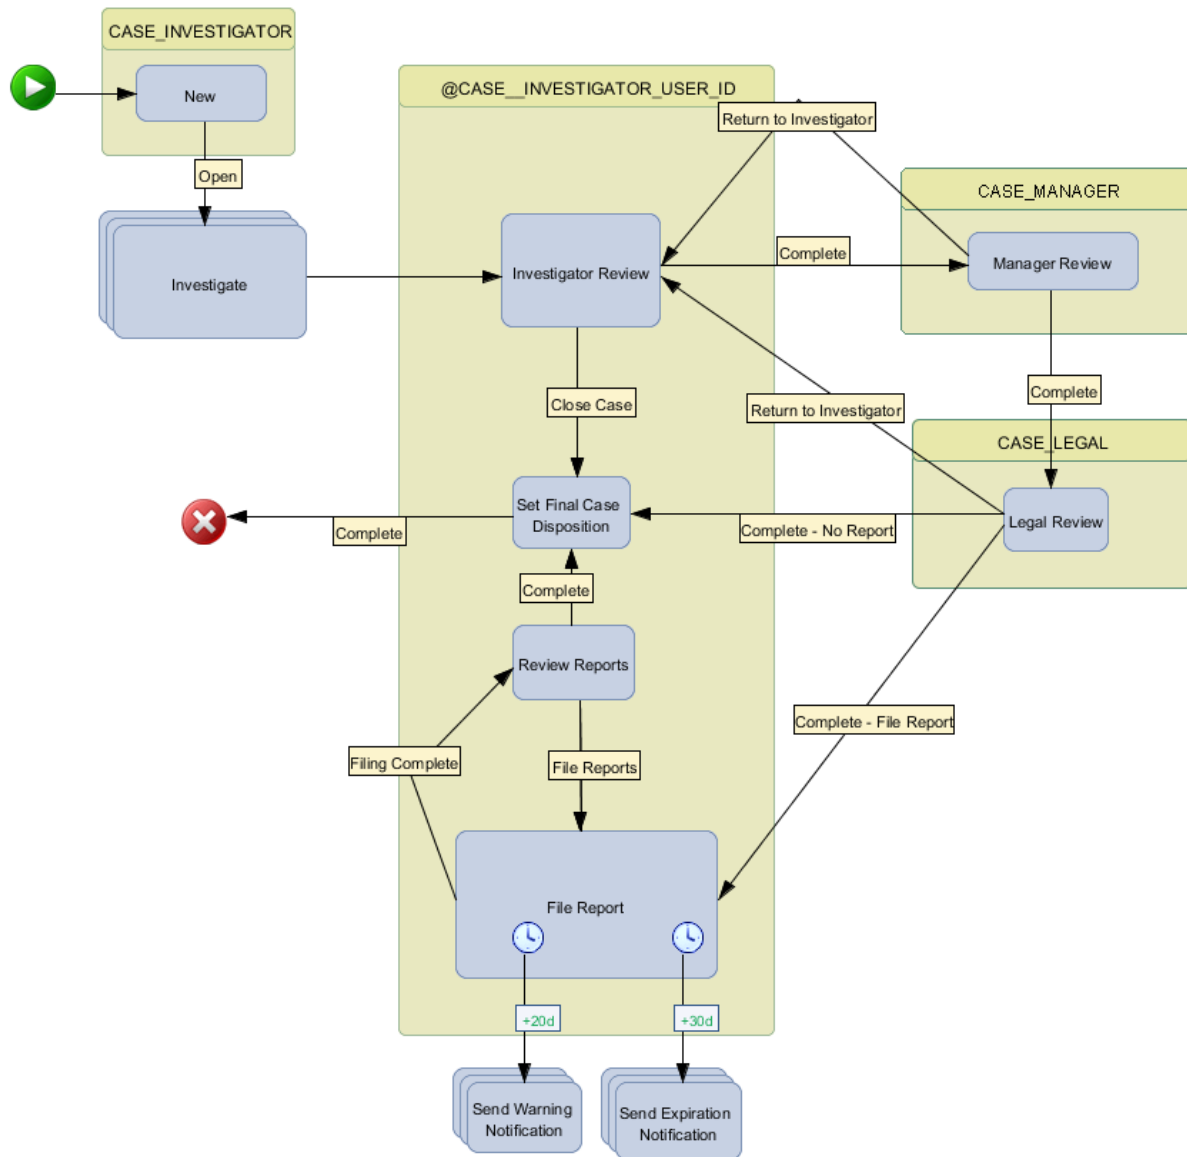 CASE_INVESTIGATOR
New
Open
Investigate
@CASE__INVESTIGATOR_USER_ID
Return to Investigator
Investigator Review
Complete
CASE_MANAGER
Manager Review
Close Case
Return to Investigator
Complete
CASE_LEGAL
Legal Review
Set Final Case
Disposition
Complete
Complete - No Report
Complete
Review Reports
Filing Complete
File Reports
Complete - File Report
File Report
+20d
+30d
Send Warning
Notification
Send Expiration
Notification